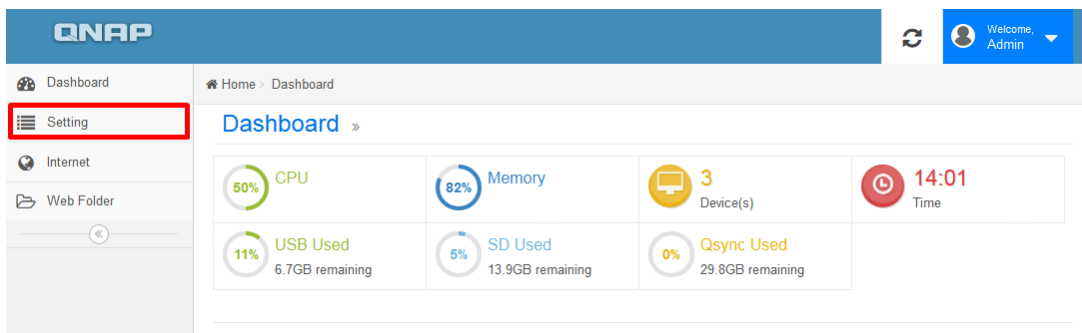 QNAP
Welcome,
Admin
Dashboard
Setting
Internet
Web Folder
Home > Dashboard
Dashboard »
50%
CPU
82%
Memory
3
Device(s)
14:01
Time
11%
USB Used
6.7GB remaining
5%
SD Used
13.9GB remaining
0%
Qsync Used
29.8GB remaining